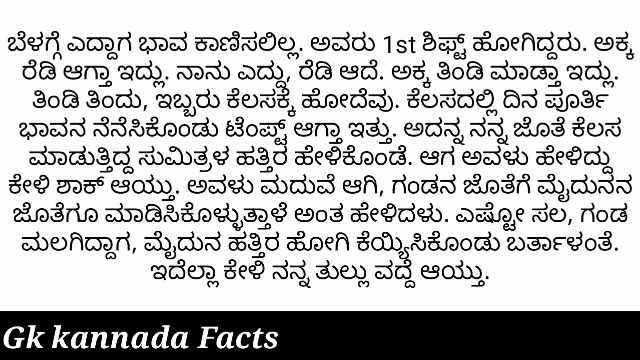 ಬೆಳಗ್ಗೆ ಎದ್ದಾಗ ಭಾವ ಕಾಣಿಸಲಿಲ್ಲ. ಅವರು 1st ಶಿಫ್ಟ್ ಹೋಗಿದ್ದರು. ಅಕ್ಕ
ರೆಡಿ ಆಗ್ತಾ ಇದ್ಲು. ನಾನು ಎದ್ದು, ರೆಡಿ ಆದೆ. ಅಕ್ಕ ತಿಂಡಿ ಮಾಡ್ತಾ ಇದ್ಲು.
ತಿಂಡಿ ತಿಂದು, ಇಬ್ಬರು ಕೆಲಸಕ್ಕೆ ಹೋದೆವು. ಕೆಲಸದಲ್ಲಿ ದಿನ ಪೂರ್ತಿ
ಭಾವನ ನೆನೆಸಿಕೊಂಡು ಟೆಂಪ್ಟ್ ಆಗ್ತಾ ಇತ್ತು. ಅದನ್ನ ನನ್ನ ಜೊತೆ ಕೆಲಸ
ಮಾಡುತ್ತಿದ್ದ ಸುಮಿತ್ರಳ ಹತ್ತಿರ ಹೇಳಿಕೊಂಡೆ. ಆಗ ಅವಳು ಹೇಳಿದ್ದು
ಕೇಳಿ ಶಾಕ್ ಆಯ್ತು. ಅವಳು ಮದುವೆ ಆಗಿ, ಗಂಡನ ಜೊತೆಗೆ ಮೈದುನನ
ಜೊತೆಗೂ ಮಾಡಿಸಿಕೊಳ್ಳುತ್ತಾಳೆ ಅಂತ ಹೇಳಿದಳು. ಎಷ್ಟೋ ಸಲ, ಗಂಡ
ಮಲಗಿದ್ದಾಗ, ಮೈದುನ ಹತ್ತಿರ ಹೋಗಿ ಕೆಯ್ಯಿಸಿಕೊಂಡು ಬರ್ತಾಳಂತೆ.
ಇದೆಲ್ಲಾ ಕೇಳಿ ನನ್ನ ತುಲ್ಲು ವದ್ದೆ ಆಯ್ತು.
Gk kannada Facts